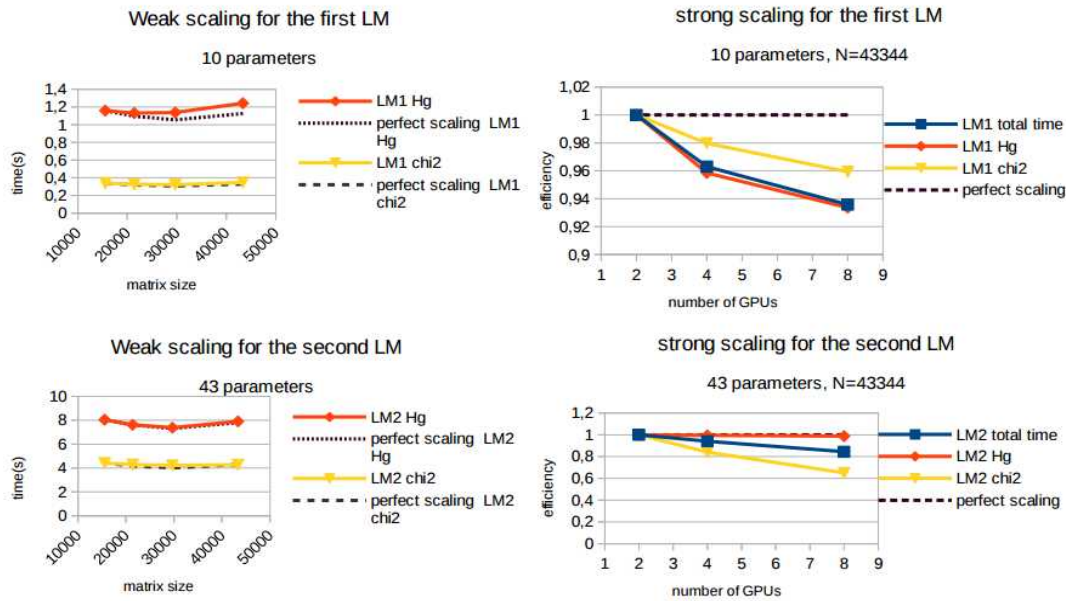 Weak scaling for the first LM
10 parameters
1,4
1,2
1
0,8
0,6
0,4
0,2
0
time(s)
10000
20000
30000
40000
50000
matrix size
LM1 Hg
perfect scaling LM1
Hg
LM1 chi2
perfect scaling LM1
chi2
strong scaling for the first LM
10 parameters, N=43344
1,02
1
0,98
0,96
0,94
0,92
0,9
efficiency
1 2 3 4 5 6 7 8 9
number of GPUs
LM1 total time
LM1 Hg
LM1 chi2
perfect scaling
Weak scaling for the second LM
43 parameters
10
8
6
4
2
0
time(s)
10000
20000
30000
40000
50000
matrix size
LM2 Hg
perfect scaling LM2
Hg
LM2 chi2
perfect scaling LM2
chi2
strong scaling for the second LM
43 parameters, N=43344
1,2
1
0,8
0,6
0,4
0,2
0
efficiency
1 2 3 4 5 6 7 8 9
number of GPUs
LM2 total time
LM2 Hg
LM2 chi2
perfect scaling